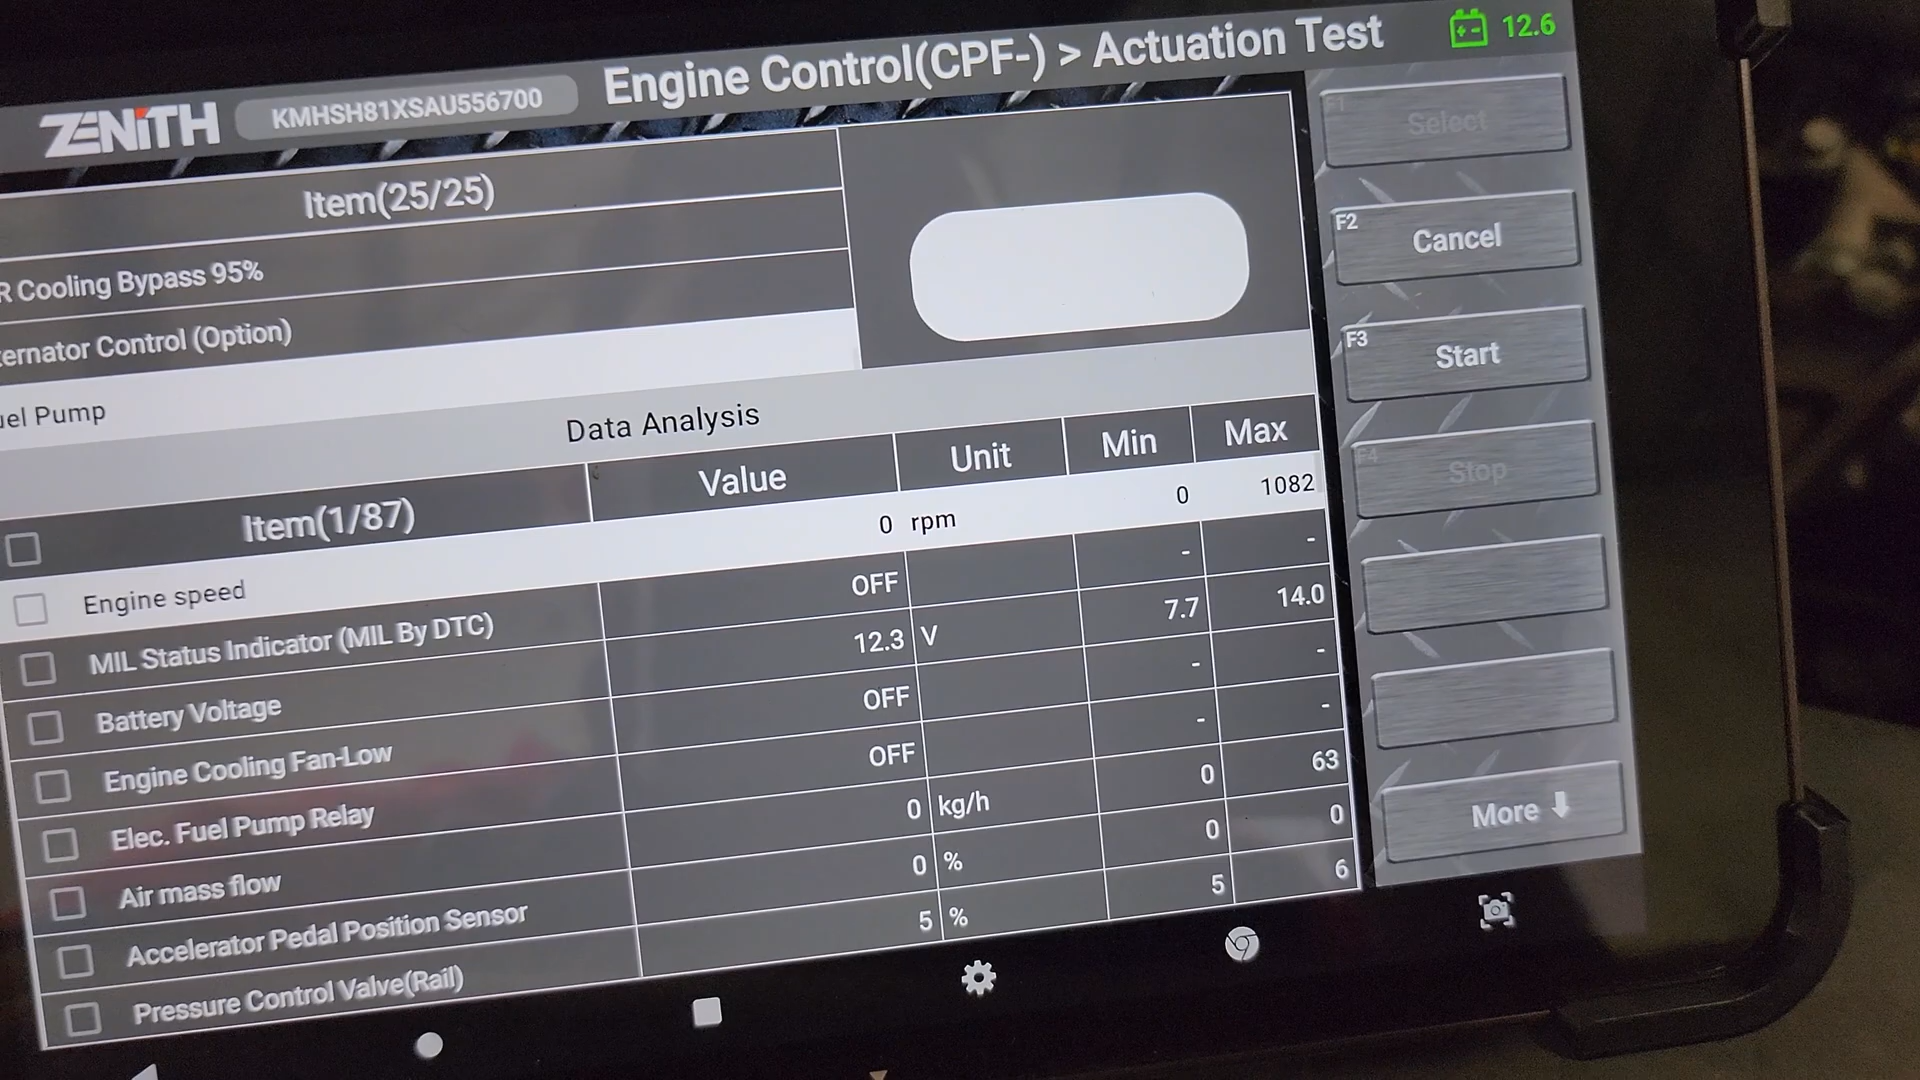 ZENITH KMHSH81XSAU556700 Engine Control(CPF-) > Actuation Test 12.6
Item(25/25)
R Cooling Bypass 95%
ernator Control (Option)
uel Pump
Data Analysis
Item(1/87) Value Unit Min Max
Engine speed 0 rpm 0 1082
MIL Status Indicator (MIL By DTC) OFF - -
Battery Voltage 12.3 V 7.7 14.0
Engine Cooling Fan-Low OFF - -
Elec. Fuel Pump Relay OFF - -
Air mass flow 0 kg/h 0 63
Accelerator Pedal Position Sensor 0 % 0 0
Pressure Control Valve(Rail) 5 % 5 6
F1 Select
F2 Cancel
F3 Start
F4 Stop
More